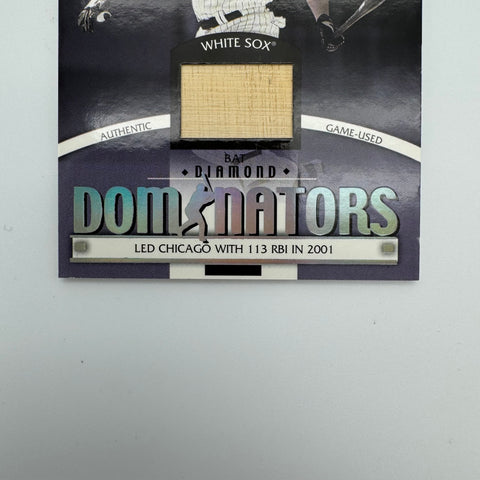 WHITE SOX®
AUTHENTIC
GAME-USED
BAT
DIAMOND
DOMINATORS
LED CHICAGO WITH 113 RBI IN 2001